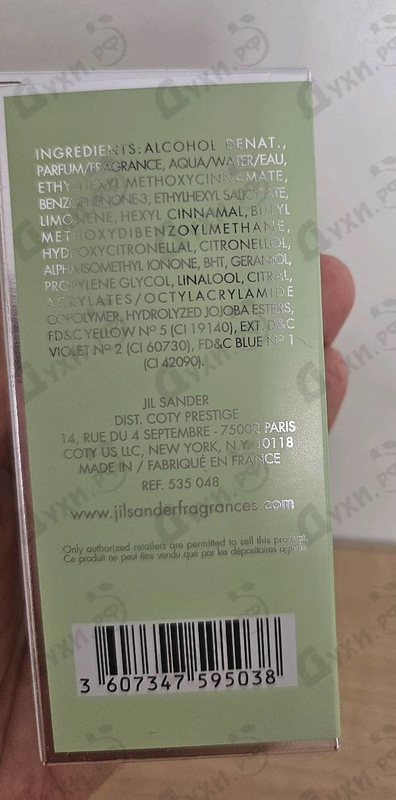 INGREDIENTS: ALCOHOL DENAT.,
PARFUM/FRAGRANCE, AQUA/WATER/EAU,
ETHYLHEXYL METHOXYCINNAMATE,
BENZOPHENONE-3, ETHYLHEXYL SALICYLATE,
LIMONENE, HEXYL CINNAMAL, BUTYL
METHOXYDIBENZOYLMETHANE,
HYDROXYCITRONELLAL, CITRONELLOL,
ALPHA-ISOMETHYL IONONE, BHT, GERANIOL,
PROPYLENE GLYCOL, LINALOOL, CITRAL,
ACRYLATES/OCTYLACRYLAMIDE
COPOLYMER, HYDROLYZED JOJOBA ESTERS,
FD&C YELLOW Nº 5 (CI 19140), EXT. D&C
VIOLET Nº 2 (CI 60730), FD&C BLUE Nº 1
(CI 42090).
JIL SANDER
DIST. COTY PRESTIGE
14, RUE DU 4 SEPTEMBRE - 75002 PARIS
COTY US LLC, NEW YORK, N.Y. 10118
MADE IN / FABRIQUÉ EN FRANCE
REF. 535 048
www.jilsanderfragrances.com
Only authorized retailers are permitted to sell this product.
Ce produit ne peut être vendu que par les dépositaires agréés.
3 607347 595038
Духи.рф